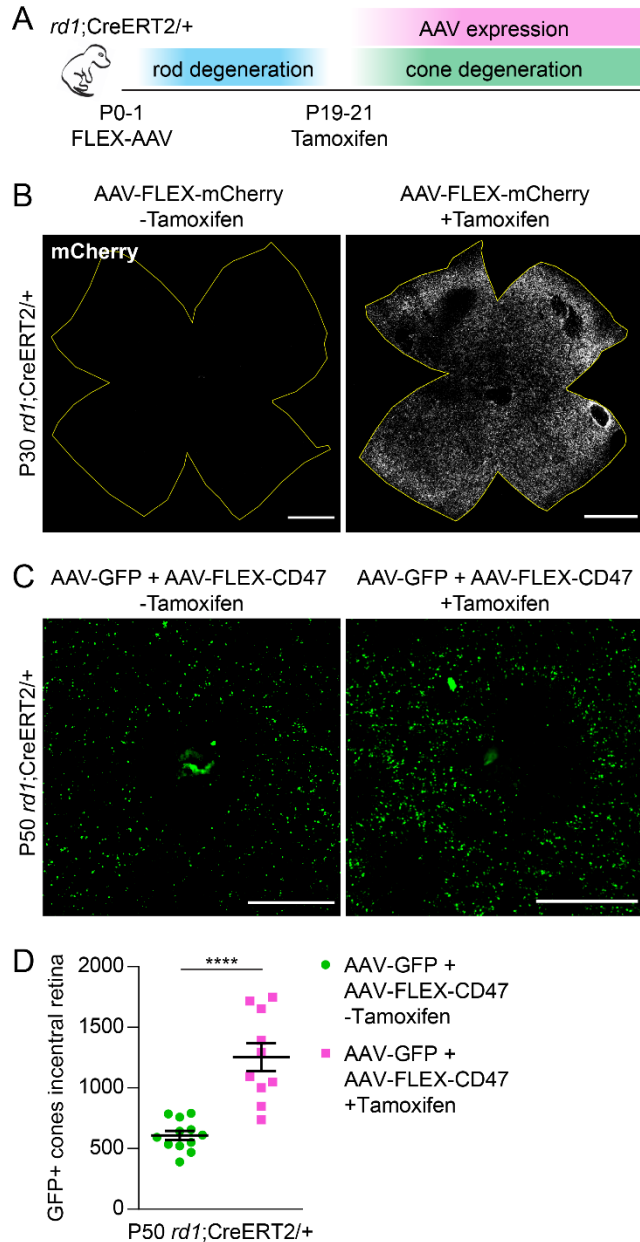 A
rd1;CreERT2/+
AAV expression
rod degeneration
cone degeneration
P0-1
FLEX-AAV
P19-21
Tamoxifen
B
AAV-FLEX-mCherry
-Tamoxifen
AAV-FLEX-mCherry
+Tamoxifen
mCherry
P30 rd1;CreERT2/+
C
AAV-GFP + AAV-FLEX-CD47
-Tamoxifen
AAV-GFP + AAV-FLEX-CD47
+Tamoxifen
P50 rd1;CreERT2/+
D
GFP+ cones incentral retina
2000
1500
1000
500
0
****
P50 rd1;CreERT2/+
AAV-GFP +
AAV-FLEX-CD47
-Tamoxifen
AAV-GFP +
AAV-FLEX-CD47
+Tamoxifen